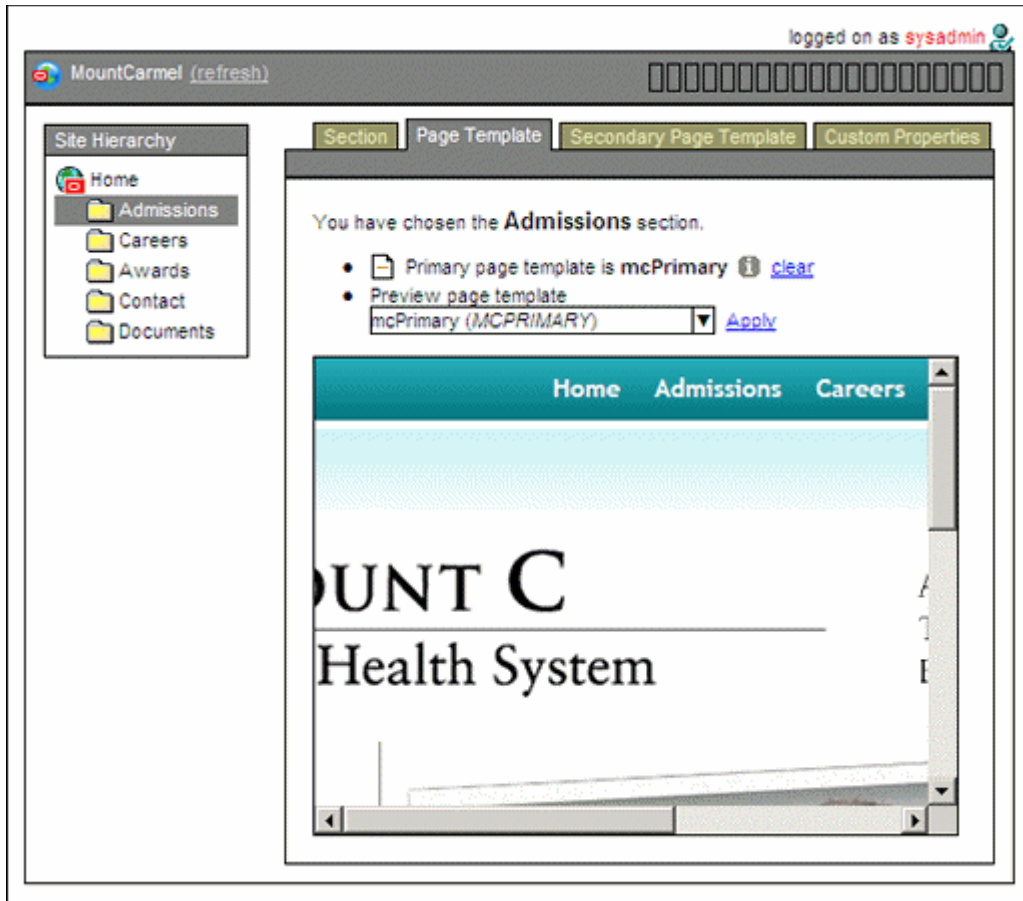 logged on as sysadmin
MountCarmel (refresh)
Site Hierarchy
Home
Admissions
Careers
Awards
Contact
Documents
Section Page Template Secondary Page Template Custom Properties
You have chosen the Admissions section.
Primary page template is mcPrimary clear
Preview page template
mcPrimary (MCPRIMARY) Apply
Home Admissions Careers
OUNT C
Health System